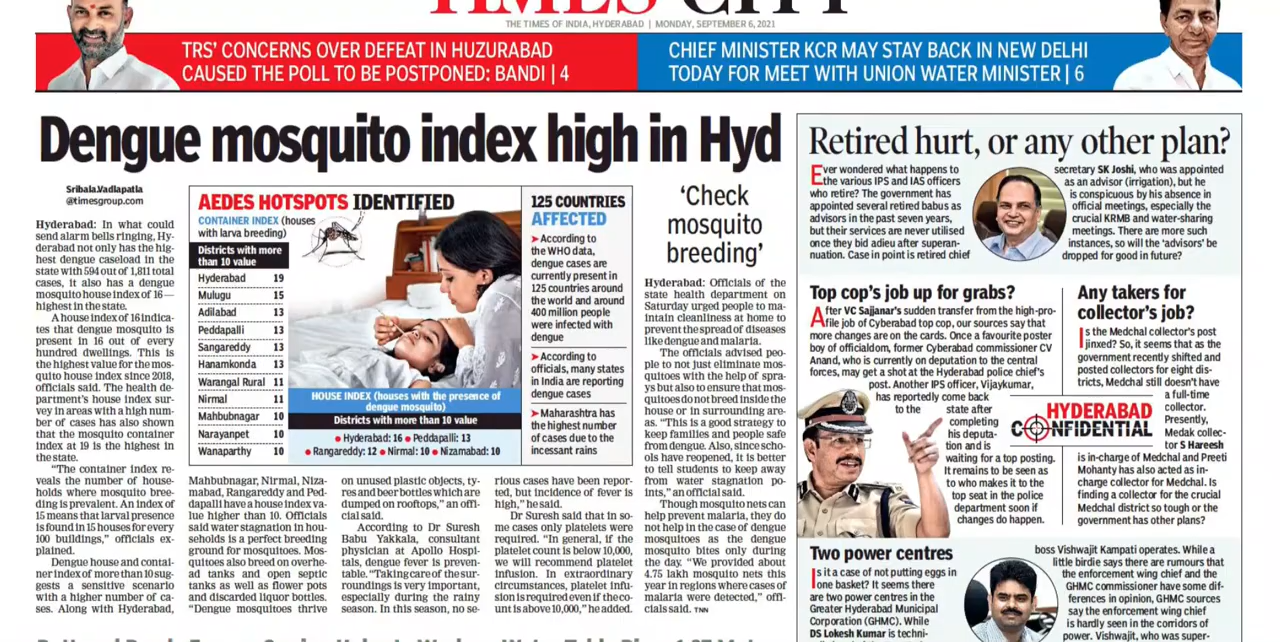 TIMES CITY
THE TIMES OF INDIA, HYDERABAD | MONDAY, SEPTEMBER 6, 2021
TRS' CONCERNS OVER DEFEAT IN HUZURABAD
CAUSED THE POLL TO BE POSTPONED: BANDI | 4
CHIEF MINISTER KCR MAY STAY BACK IN NEW DELHI
TODAY FOR MEET WITH UNION WATER MINISTER | 6
Dengue mosquito index high in Hyd
Sribala.Vadlapatla
@timesgroup.com
Hyderabad: In what could
send alarm bells ringing, Hy-
derabad not only has the hig-
hest dengue caseload in the
state with 594 out of 1,811 total
cases, it also has a dengue
mosquito house index of 16 —
highest in the state.
A house index of 16 indica-
tes that dengue mosquito is
present in 16 out of every
hundred dwellings. This is
the highest value for the mos-
quito house index since 2018,
officials said. The health de-
partment's house index sur-
vey in areas with a high num-
ber of cases has also shown
that the mosquito container
index at 19 is the highest in
the state.
"The container index re-
veals the number of house-
holds where mosquito bree-
ding is prevalent. An index of
15 means that larval presence
is found in 15 houses for every
100 buildings," officials ex-
plained.
Dengue house and contai-
ner index of more than 10 sug-
gests a sensitive scenario
with a higher number of ca-
ses. Along with Hyderabad,
AEDES HOTSPOTS IDENTIFIED
CONTAINER INDEX (houses
with larva breeding)
Districts with more
than 10 value
Hyderabad 19
Mulugu 15
Adilabad 13
Peddapalli 13
Sangareddy 13
Hanamkonda 13
Warangal Rural 11
Nirmal 11
Mahbubnagar 10
Narayanpet 10
Wanaparthy 10
HOUSE INDEX (houses with the presence of
dengue mosquito)
Districts with more than 10 value
● Hyderabad: 16 ● Peddapalli: 13
● Rangareddy: 12 ● Nirmal: 10 ● Nizamabad: 10
125 COUNTRIES
AFFECTED
➤According to
the WHO data,
dengue cases are
currently present in
125 countries around
the world and around
400 million people
were infected with
dengue
➤According to
officials, many states
in India are reporting
dengue cases
➤Maharashtra has
the highest number
of cases due to the
incessant rains
Mahbubnagar, Nirmal, Niza-
mabad, Rangareddy and Ped-
dapalli have a house index va-
lue higher than 10. Officials
said water stagnation in hou-
seholds is a perfect breeding
ground for mosquitoes. Mos-
quitoes also breed on overhe-
ad tanks and open septic
tanks as well as flower pots
and discarded liquor bottles.
"Dengue mosquitoes thrive
on unused plastic objects, ty-
res and beer bottles which are
dumped on rooftops," an offi-
cial said.
According to Dr Suresh
Babu Yakkala, consultant
physician at Apollo Hospi-
tals, dengue fever is preven-
table. "Taking care of the sur-
roundings is very important,
especially during the rainy
season. In this season, no se-
rious cases have been repor-
ted, but incidence of fever is
high," he said.
Dr Suresh said that in so-
me cases only platelets were
required. "In general, if the
platelet count is below 10,000,
we will recommend platelet
infusion. In extraordinary
circumstances, platelet infu-
sion is required even if the co-
unt is above 10,000," he added.
'Check
mosquito
breeding'
Hyderabad: Officials of the
state health department on
Saturday urged people to ma-
intain cleanliness at home to
prevent the spread of diseases
like dengue and malaria.
The officials advised peo-
ple to not just eliminate mos-
quitoes with the help of spra-
ys but also to ensure that mos-
quitoes do not breed inside the
house or in surrounding are-
as. "This is a good strategy to
keep families and people safe
from dengue. Also, since scho-
ols have reopened, it is better
to tell students to keep away
from water stagnation po-
ints," an official said.
Though mosquito nets can
help prevent malaria, they do
not help in the case of dengue
mosquitoes as the dengue
mosquito bites only during
the day. "We provided about
4.75 lakh mosquito nets this
year in regions where cases of
malaria were detected," offi-
cials said. TNN
Retired hurt, or any other plan?
Ever wondered what happens to
the various IPS and IAS officers
who retire? The government has
appointed several retired babus as
advisors in the past seven years,
but their services are never utilised
once they bid adieu after superan-
nuation. Case in point is retired chief
secretary SK Joshi, who was appointed
as an advisor (irrigation), but he
is conspicuous by his absence in
official meetings, especially the
crucial KRMB and water-sharing
meetings. There are more such
instances, so will the 'advisors' be
dropped for good in future?
Top cop's job up for grabs?
After VC Sajjanar's sudden transfer from the high-pro-
file job of Cyberabad top cop, our sources say that
more changes are on the cards. Once a favourite poster
boy of officialdom, former Cyberabad commissioner CV
Anand, who is currently on deputation to the central
forces, may get a shot at the Hyderabad police chief's
post. Another IPS officer, Vijaykumar,
has reportedly come back
to the state after
completing
his deputa-
tion and is
waiting for a top posting.
It remains to be seen as
to who makes it to the
top seat in the police
department soon if
changes do happen.
HYDERABAD
CONFIDENTIAL
Any takers for
collector's job?
Is the Medchal collector's post
jinxed? So, it seems that as the
government recently shifted and
posted collectors for eight dis-
tricts, Medchal still doesn't have
a full-time
collector.
Presently,
Medak collec-
tor S Hareesh
is in-charge of Medchal and Preeti
Mohanty has also acted as in-
charge collector for Medchal. Is
finding a collector for the crucial
Medchal district so tough or the
government has other plans?
Two power centres
Is it a case of not putting eggs in
one basket? It seems there
are two power centres in the
Greater Hyderabad Municipal
Corporation (GHMC). While
DS Lokesh Kumar is techni-
boss Vishwajit Kampati operates. While a
little birdie says there are rumours that
the enforcement wing chief and the
GHMC commissioner have some dif-
ferences in opinion, GHMC sources
say the enforcement wing chief
is hardly seen in the corridors of
power. Vishwajit, who was super-